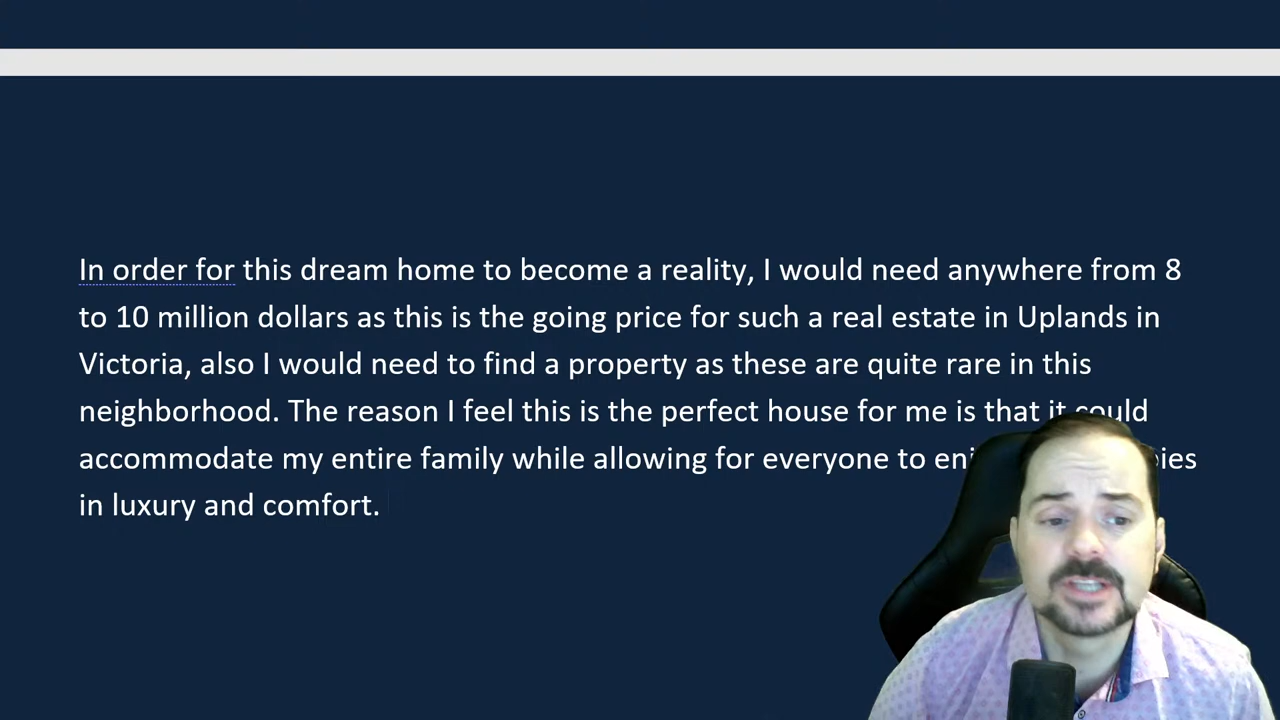 In order for this dream home to become a reality, I would need anywhere from 8
to 10 million dollars as this is the going price for such a real estate in Uplands in
Victoria, also I would need to find a property as these are quite rare in this
neighborhood. The reason I feel this is the perfect house for me is that it could
accommodate my entire family while allowing for everyone to
in luxury and comfort.